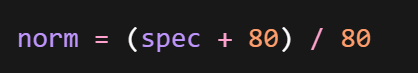 norm = (spec + 80) / 80